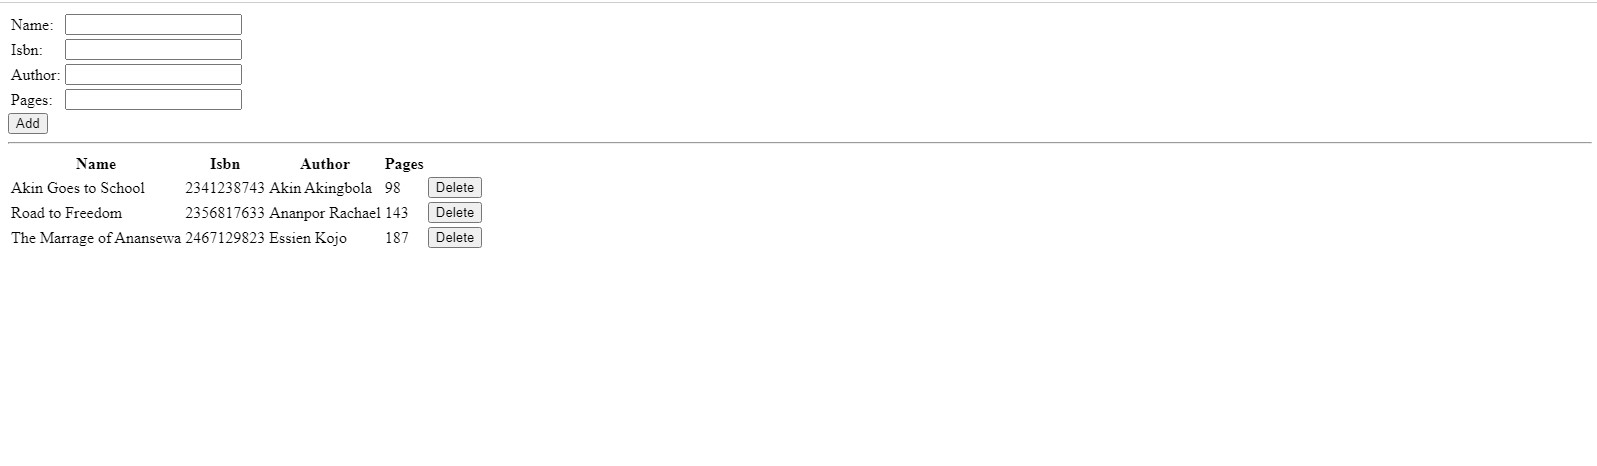 Name:
Isbn:
Author:
Pages:
Add
Name Isbn Author Pages
Akin Goes to School 2341238743 Akin Akingbola 98 Delete
Road to Freedom 2356817633 Ananpor Rachael 143 Delete
The Marrage of Anansewa 2467129823 Essien Kojo 187 Delete